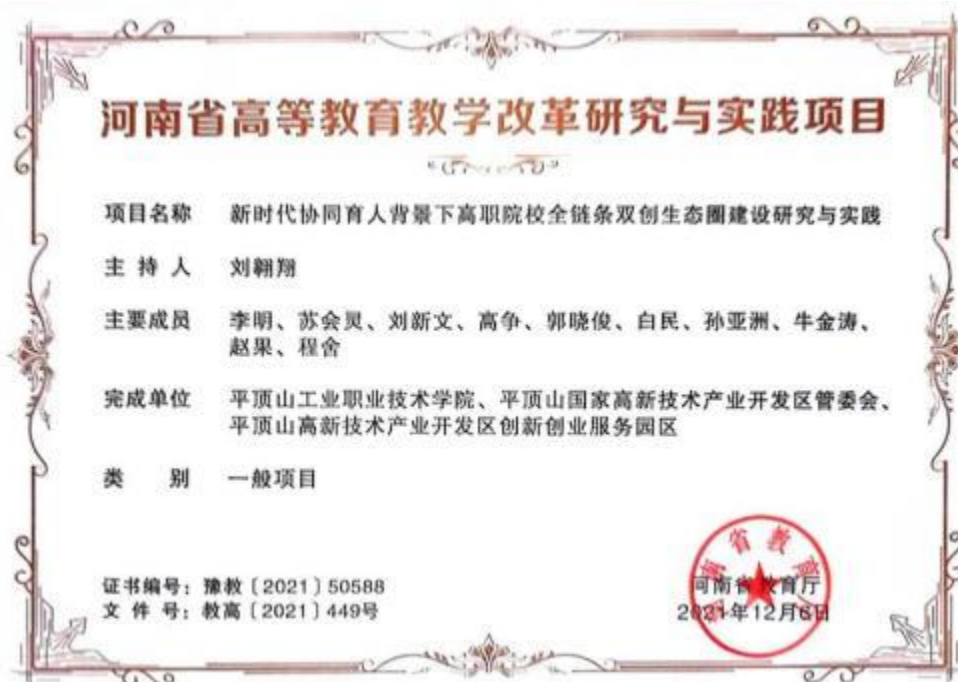 河南省高等教育教学改革研究与实践项目
项目名称 新时代协同育人背景下高职院校全链条双创生态圈建设研究与实践
主持人 刘翱翔
主要成员 李明、苏会灵、刘新文、高争、郭晓俊、白民、孙亚洲、牛金涛、
赵果、程舍
完成单位 平顶山工业职业技术学院、平顶山国家高新技术产业开发区管委会、
平顶山高新技术产业开发区创新创业服务园区
类别 一般项目
证书编号：豫教〔2021〕50588
文件号：教高〔2021〕449号
河南省教育厅
2021年12月6日